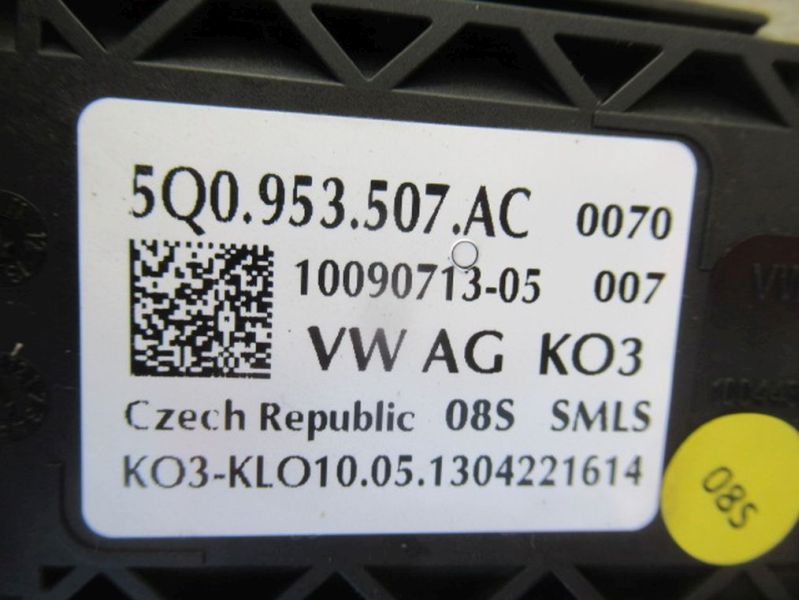 5Q0.953.507.AC 0070
10090713-05 007
VW AG KO3
Czech Republic 08S SMLS
KO3-KLO10.05.1304221614
08S
VW